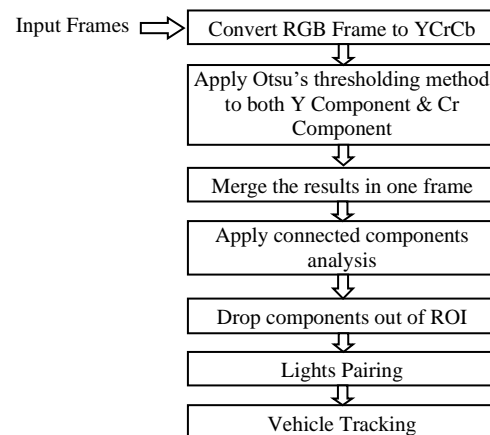 Input Frames
Convert RGB Frame to YCrCb
Apply Otsu's thresholding method
to both Y Component & Cr
Component
Merge the results in one frame
Apply connected components
analysis
Drop components out of ROI
Lights Pairing
Vehicle Tracking